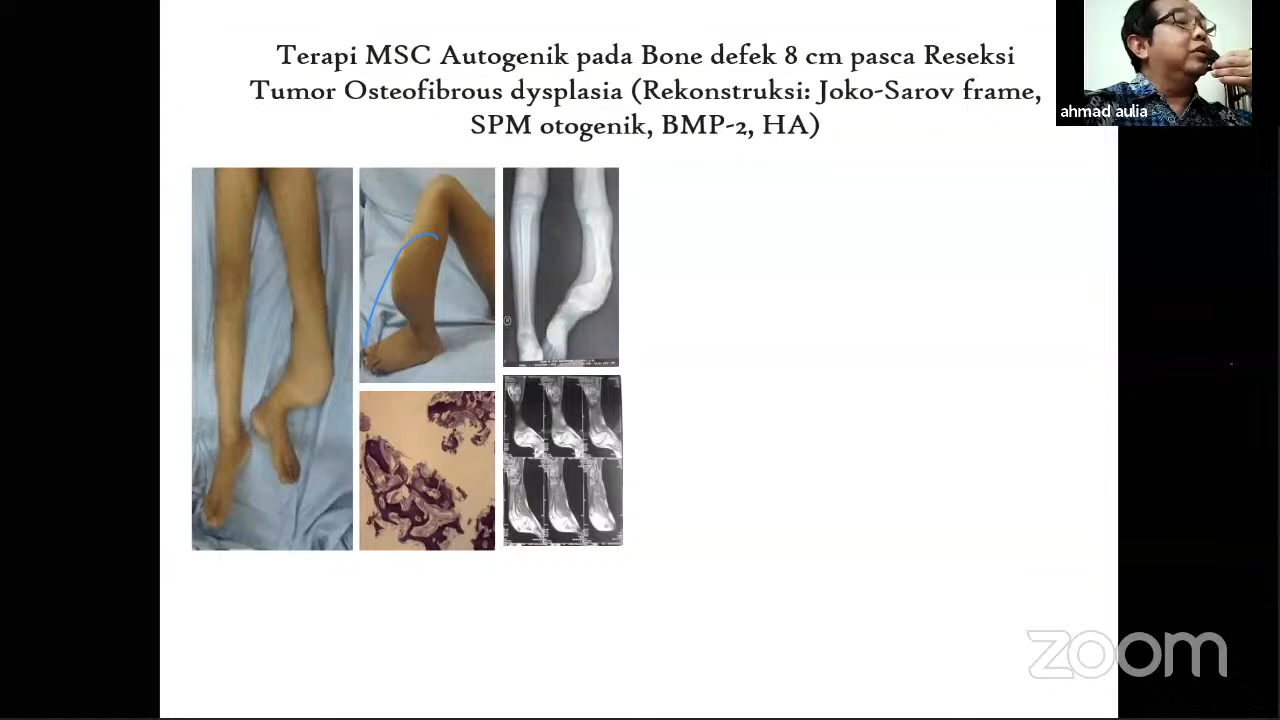 Terapi MSC Autogenik pada Bone defek 8 cm pasca Reseksi
Tumor Osteofibrous dysplasia (Rekonstruksi: Joko-Sarov frame,
SPM otogenik, BMP-2, HA)
ahmad aulia
zoom